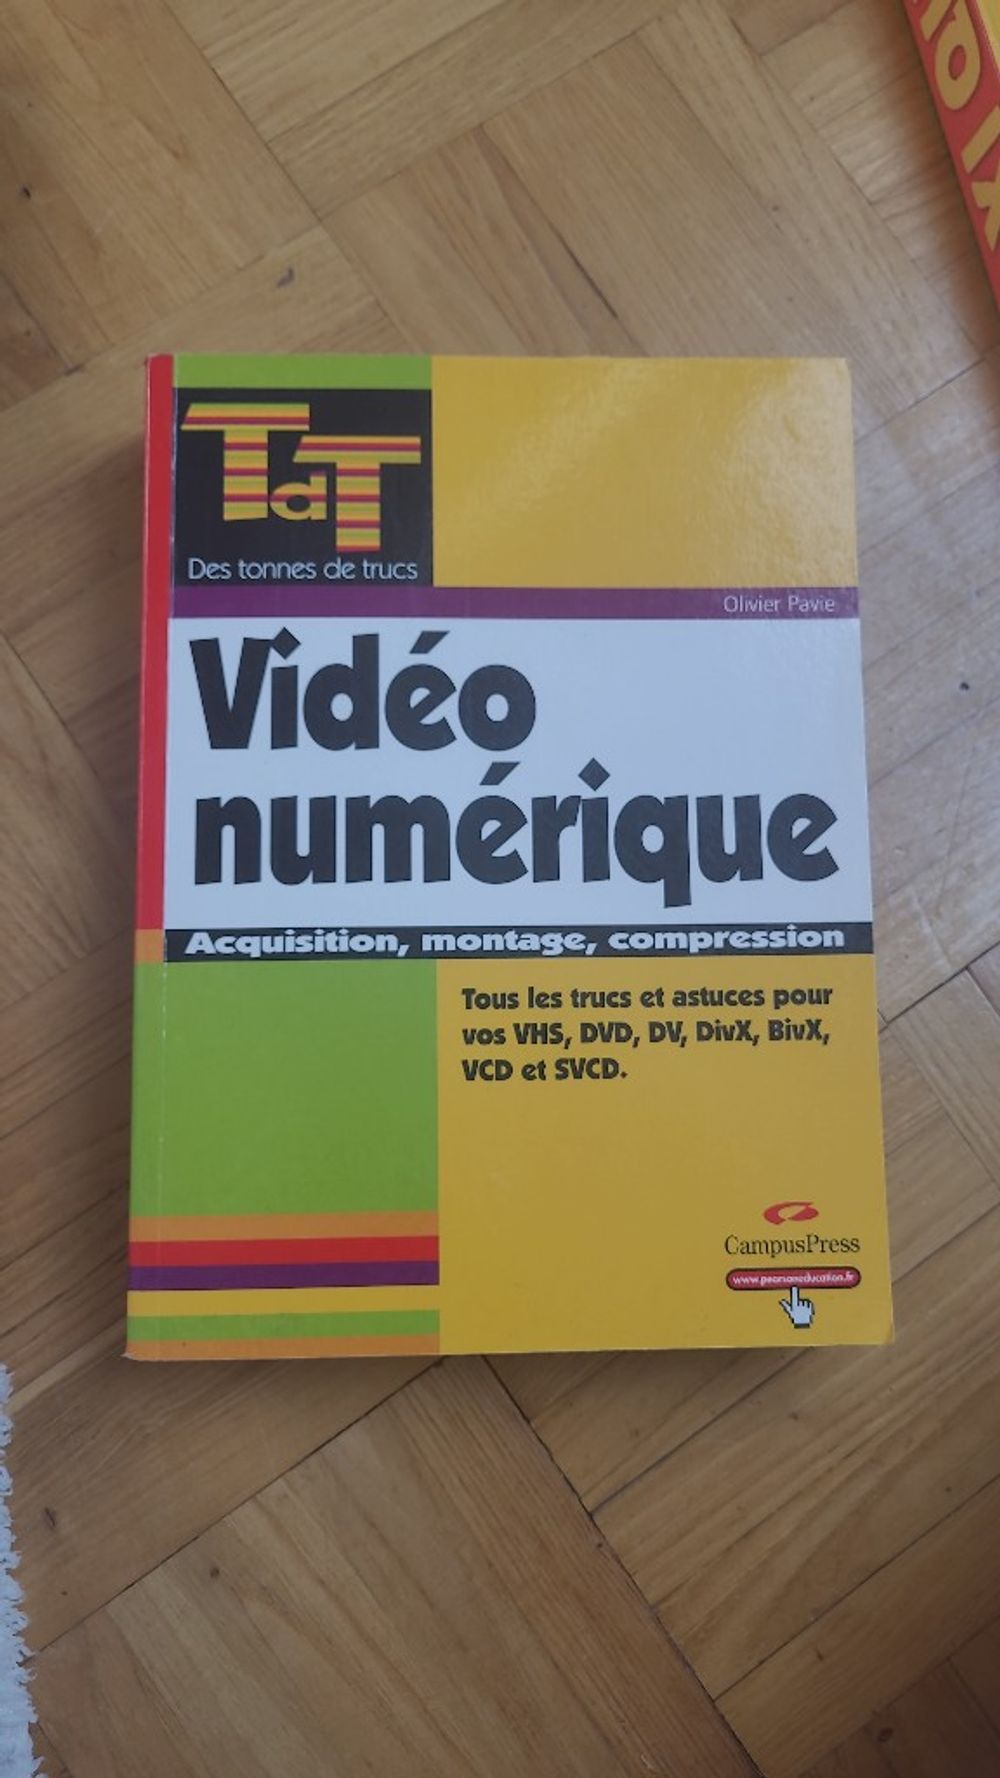 TdT
Des tonnes de trucs
Olivier Pavie
Vidéo
numérique
Acquisition, montage, compression
Tous les trucs et astuces pour
vos VHS, DVD, DV, DivX, BivX,
VCD et SVCD.
CampusPress
www.pearsoneducation.fr